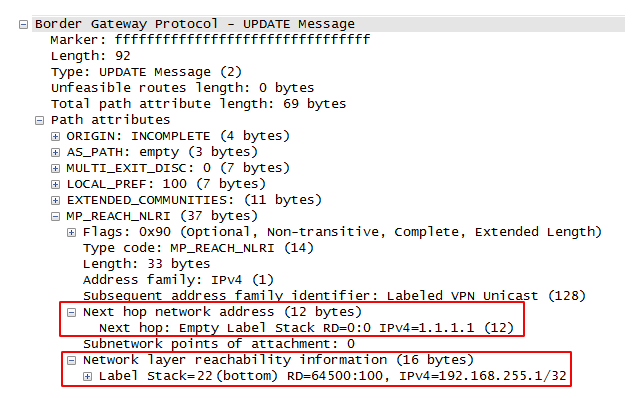 Border Gateway Protocol - UPDATE Message
Marker: ffffffffffffffffffffffffffffffff
Length: 92
Type: UPDATE Message (2)
Unfeasible routes length: 0 bytes
Total path attribute length: 69 bytes
Path attributes
ORIGIN: INCOMPLETE (4 bytes)
AS_PATH: empty (3 bytes)
MULTI_EXIT_DISC: 0 (7 bytes)
LOCAL_PREF: 100 (7 bytes)
EXTENDED_COMMUNITIES: (11 bytes)
MP_REACH_NLRI (37 bytes)
Flags: 0x90 (Optional, Non-transitive, Complete, Extended Length)
Type code: MP_REACH_NLRI (14)
Length: 33 bytes
Address family: IPv4 (1)
Subsequent address family identifier: Labeled VPN Unicast (128)
Next hop network address (12 bytes)
Next hop: Empty Label Stack RD=0:0 IPv4=1.1.1.1 (12)
Subnetwork points of attachment: 0
Network layer reachability information (16 bytes)
Label Stack=22 (bottom) RD=64500:100, IPv4=192.168.255.1/32